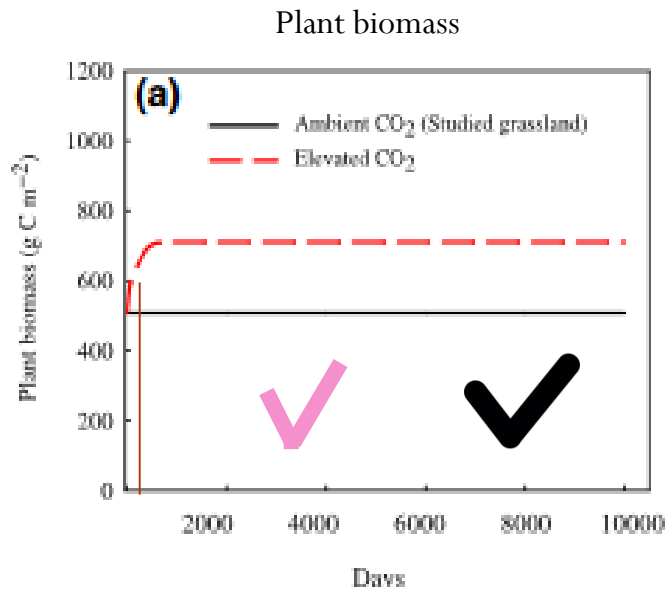 Plant biomass
(a)
Ambient CO2 (Studied grassland)
Elevated CO2
Plant biomass (g C m−2)
1200
1000
800
600
400
200
0
2000 4000 6000 8000 10000
Days